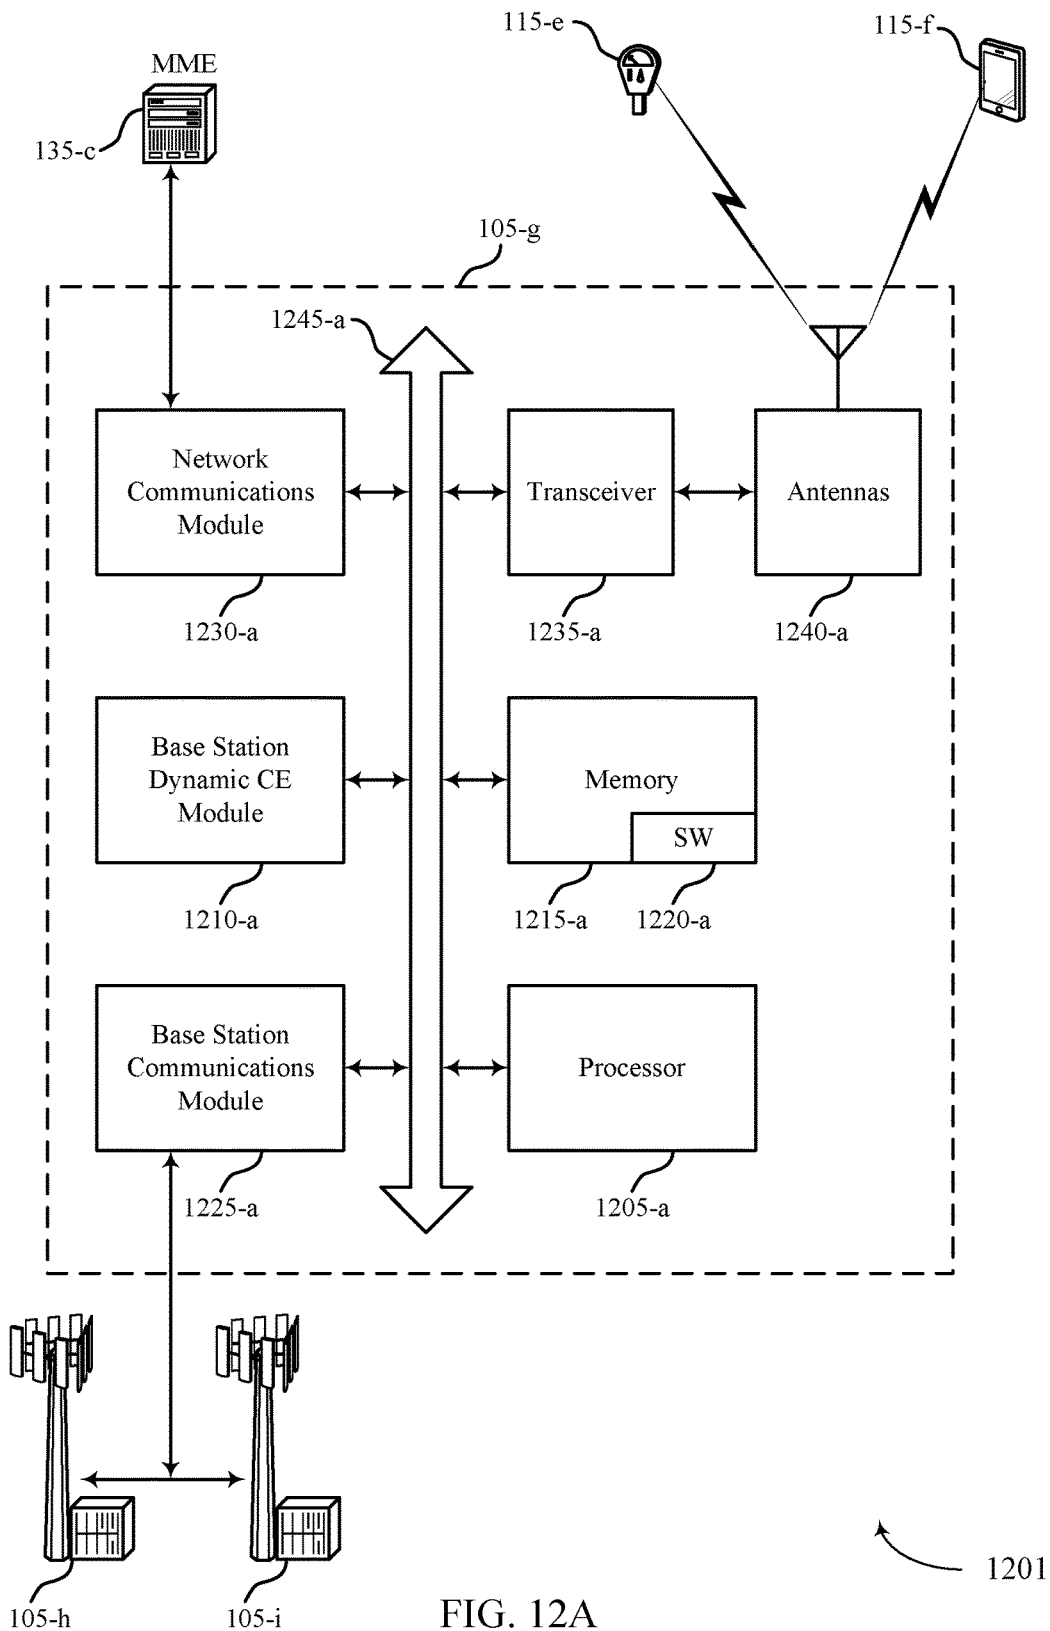 115-e
115-f
MME
135-c
105-g
1245-a
Network
Communications
Module
Transceiver
Antennas
1230-a
1235-a
1240-a
Base Station
Dynamic CE
Module
Memory
SW
1210-a
1215-a
1220-a
Base Station
Communications
Module
Processor
1225-a
1205-a
105-h
105-i
1201
FIG. 12A